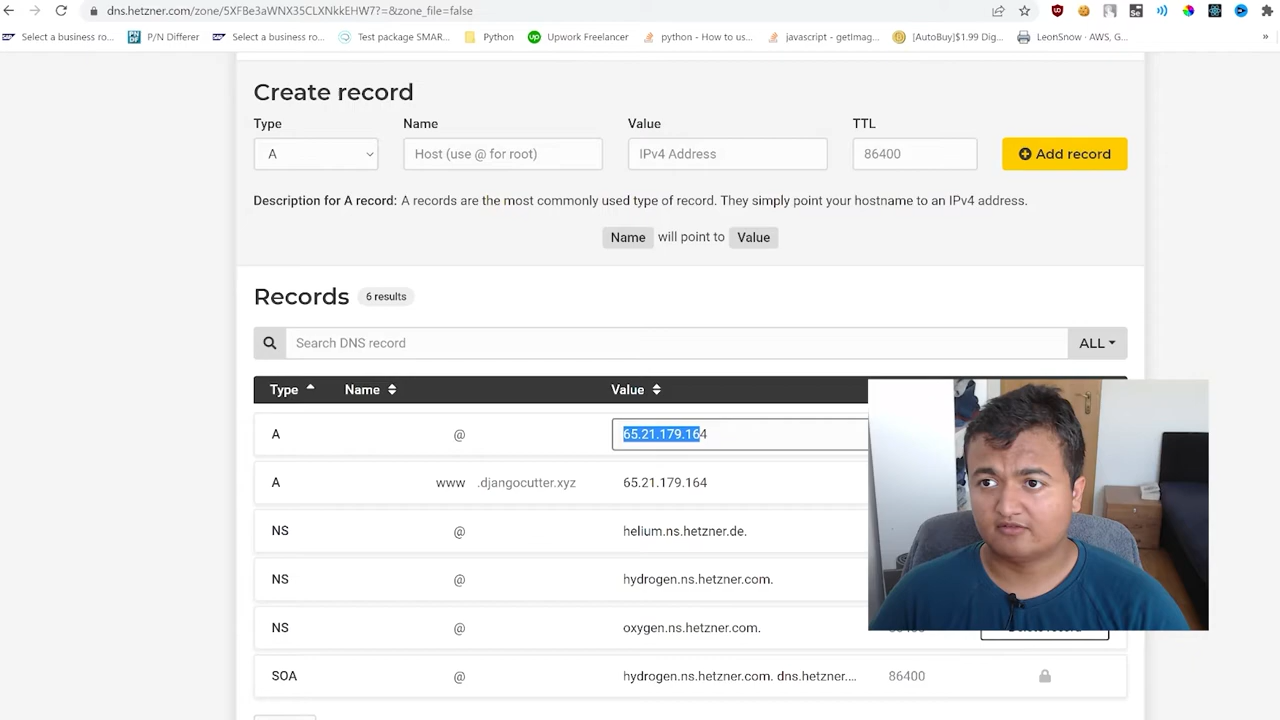 dns.hetzner.com/zone/5XFBe3aWNX35CLXNkkEHW7?=&zone_file=false
Select a business ro... P/N Differer Select a business ro... Test package SMAR... Python Upwork Freelancer python - How to us... javascript - getImag... [AutoBuy]$1.99 Dig... LeonSnow · AWS, G... »
Create record
Type Name Value TTL
A Host (use @ for root) IPv4 Address 86400 Add record
Description for A record: A records are the most commonly used type of record. They simply point your hostname to an IPv4 address.
Name will point to Value
Records 6 results
Search DNS record ALL
Type Name Value
A @ 65.21.179.164
A www .djangocutter.xyz 65.21.179.164
NS @ helium.ns.hetzner.de.
NS @ hydrogen.ns.hetzner.com.
NS @ oxygen.ns.hetzner.com.
SOA @ hydrogen.ns.hetzner.com. dns.hetzner.... 86400